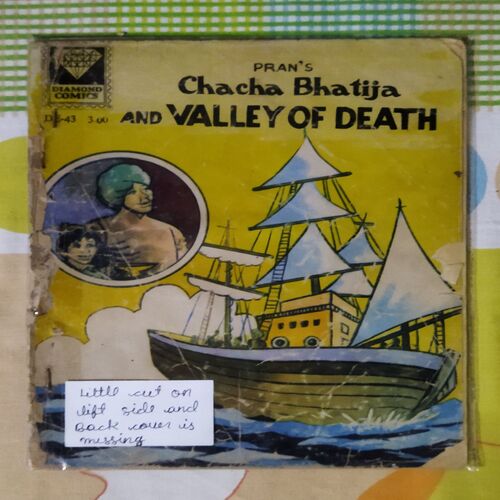 DIAMOND
COMICS
PRAN'S
Chacha Bhatija
AND VALLEY OF DEATH
3-00
Little cut on
lift side and
Back cover is
missing